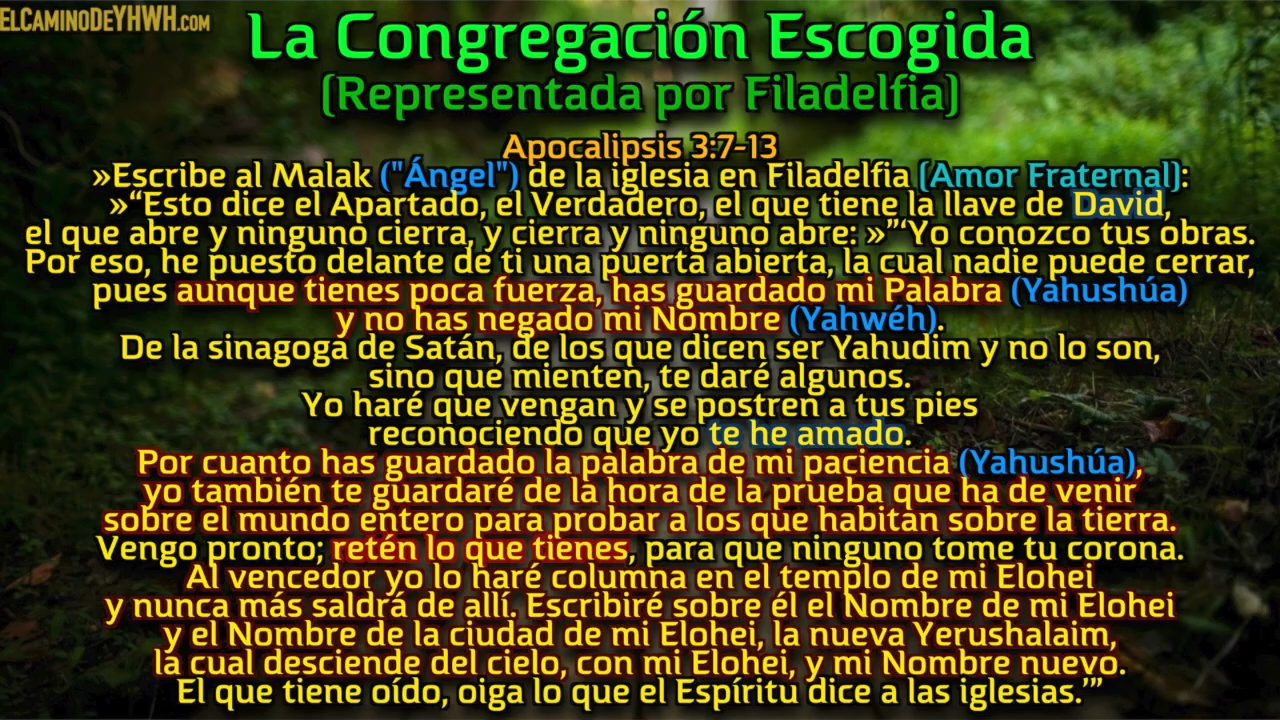 ELCAMINODEYHWH.COM
La Congregación Escogida
(Representada por Filadelfia)
Apocalipsis 3:7-13
»Escribe al Malak ("Ángel") de la iglesia en Filadelfia (Amor Fraternal):
»“Esto dice el Apartado, el Verdadero, el que tiene la llave de David,
el que abre y ninguno cierra, y cierra y ninguno abre: »”‘Yo conozco tus obras.
Por eso, he puesto delante de ti una puerta abierta, la cual nadie puede cerrar,
pues aunque tienes poca fuerza, has guardado mi Palabra (Yahushúa)
y no has negado mi Nombre (Yahwéh).
De la sinagoga de Satán, de los que dicen ser Yahudim y no lo son,
sino que mienten, te daré algunos.
Yo haré que vengan y se postren a tus pies
reconociendo que yo te he amado.
Por cuanto has guardado la palabra de mi paciencia (Yahushúa),
yo también te guardaré de la hora de la prueba que ha de venir
sobre el mundo entero para probar a los que habitan sobre la tierra.
Vengo pronto; retén lo que tienes, para que ninguno tome tu corona.
Al vencedor yo lo haré columna en el templo de mi Elohei
y nunca más saldrá de allí. Escribiré sobre él el Nombre de mi Elohei
y el Nombre de la ciudad de mi Elohei, la nueva Yerushalaim,
la cual desciende del cielo, con mi Elohei, y mi Nombre nuevo.
El que tiene oído, oiga lo que el Espíritu dice a las iglesias.’”